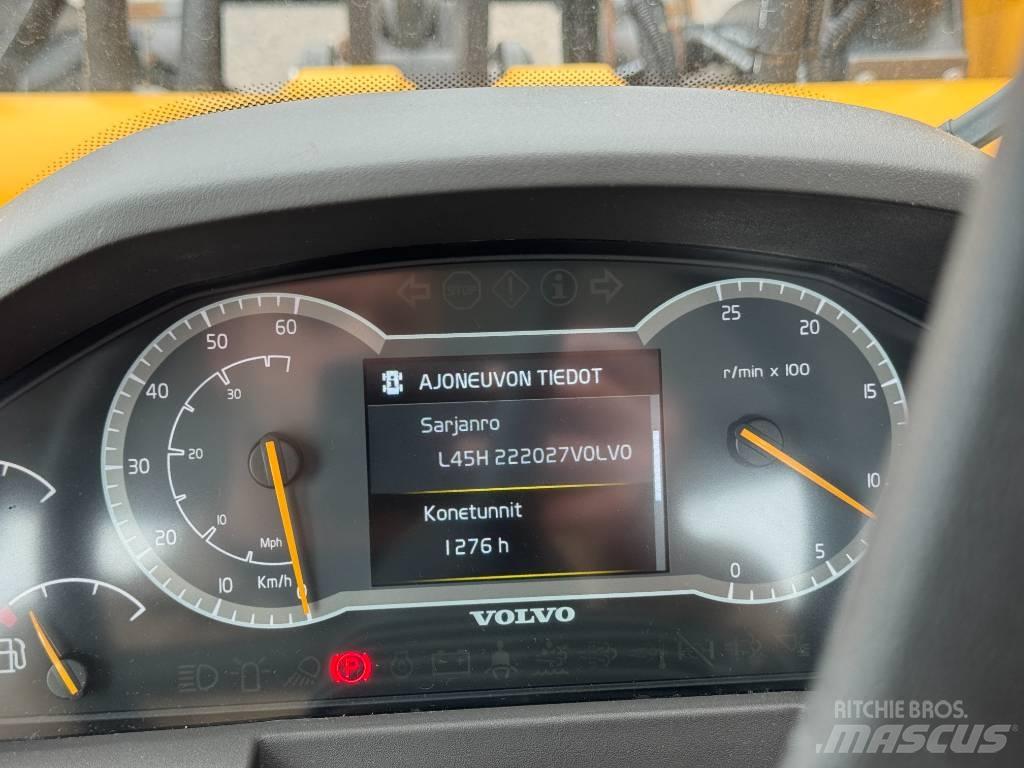 STOP
60
50
40
30
20
10
0
30
20
10
Mph
Km/h
AJONEUVON TIEDOT
Sarjanro
L45H 222027VOLVO
Konetunnit
1276 h
25
20
15
10
5
0
r/min x 100
VOLVO
P
RITCHIE BROS.
MASCUS